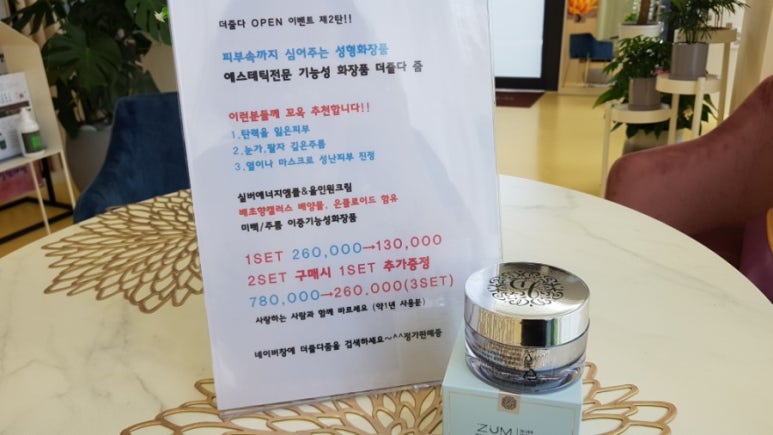 더줄다 OPEN 이벤트 제2탄!!
피부속까지 심어주는 성형화장품
에스테틱전문 기능성 화장품 더줄다 줌
이런분들께 꼬옥 추천합니다!!
1.탄력을 잃은피부
2.눈가,팔자 깊은주름
3.열이나 마스크로 성난피부 진정
실버에너지엠플&올인원크림
배초향캘러스 배양물, 은콜로이드 함유
미백/주름 이중기능성화장품
1SET 260,000→130,000
2SET 구매시 1SET 추가증정
780,000→260.000(3SET)
사랑하는 사람과 함께 바르세요 (약1년 사용분)
네이버창에 더줄다줌을 검색하세요~^^정가판매중
ZUM